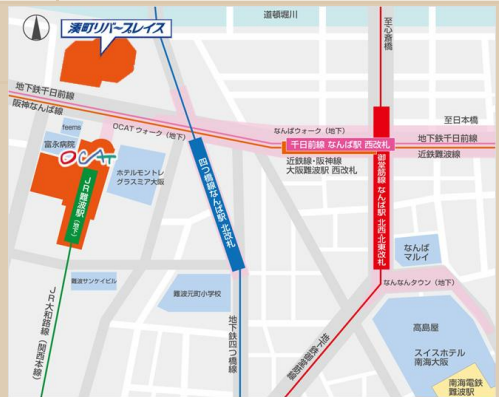 道頓堀川
至心斎橋
湊町リバープレイス
地下鉄千日前線
阪神なんば線
feems
富永病院
OCAT
OCATウォーク（地下）
なんばウォーク（地下）
千日前線 なんば駅 西改札
近鉄線・阪神線
大阪難波駅 西改札
至日本橋
地下鉄千日前線
近鉄難波線
ホテルモントレ
グラスミア大阪
JR難波駅（地下）
四つ橋線なんば駅 北改札
御堂筋線 なんば駅 北西・北東改札
なんば
マルイ
なんなんタウン（地下）
難波サンケイビル
難波元町小学校
JR大和路線（関西本線）
地下鉄四つ橋線
地下鉄御堂筋線
高島屋
スイスホテル
南海大阪
南海電鉄
難波駅